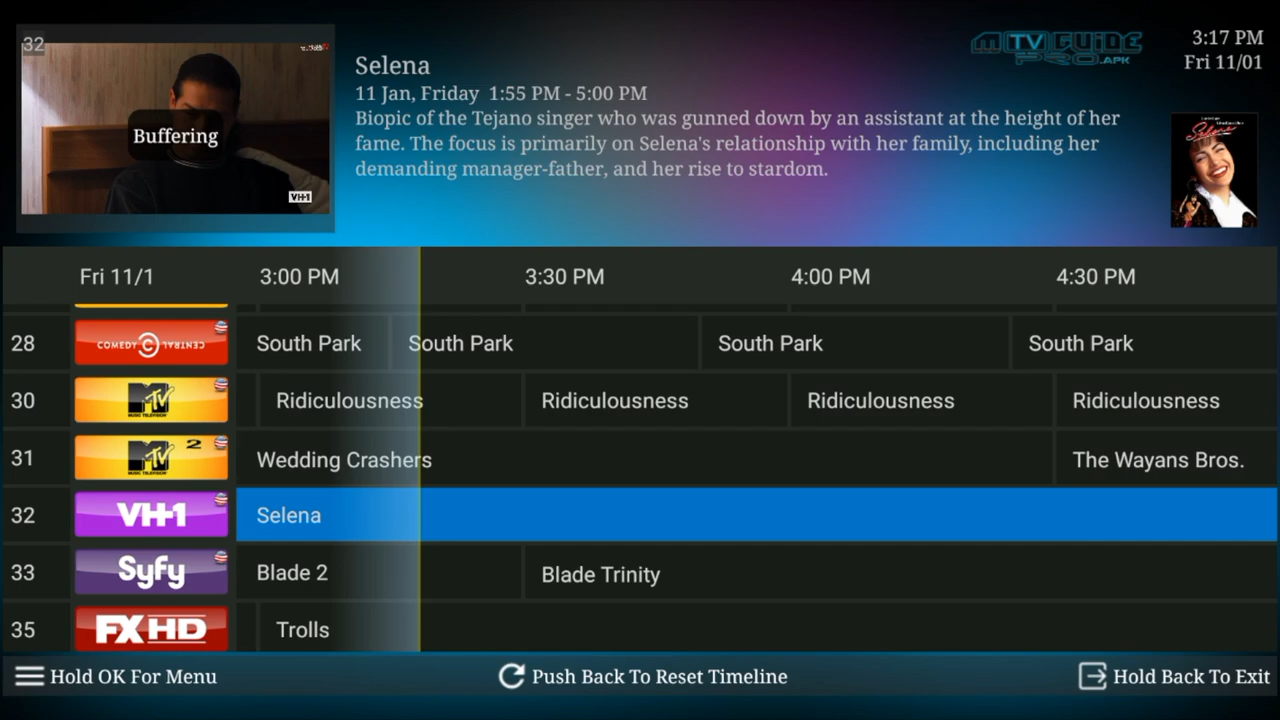 32
Buffering
VH1
Selena
11 Jan, Friday 1:55 PM - 5:00 PM
Biopic of the Tejano singer who was gunned down by an assistant at the height of her
fame. The focus is primarily on Selena's relationship with her family, including her
demanding manager-father, and her rise to stardom.
MTVGUIDE
PRO.APK
3:17 PM
Fri 11/01
Selena
Fri 11/1 3:00 PM 3:30 PM 4:00 PM 4:30 PM
28 COMEDY CENTRAL South Park South Park South Park South Park
30 MTV MUSIC TELEVISION Ridiculousness Ridiculousness Ridiculousness Ridiculousness
31 MTV 2 MUSIC TELEVISION Wedding Crashers The Wayans Bros.
32 VH1 Selena
33 Syfy Blade 2 Blade Trinity
35 FX HD Trolls
Hold OK For Menu Push Back To Reset Timeline Hold Back To Exit